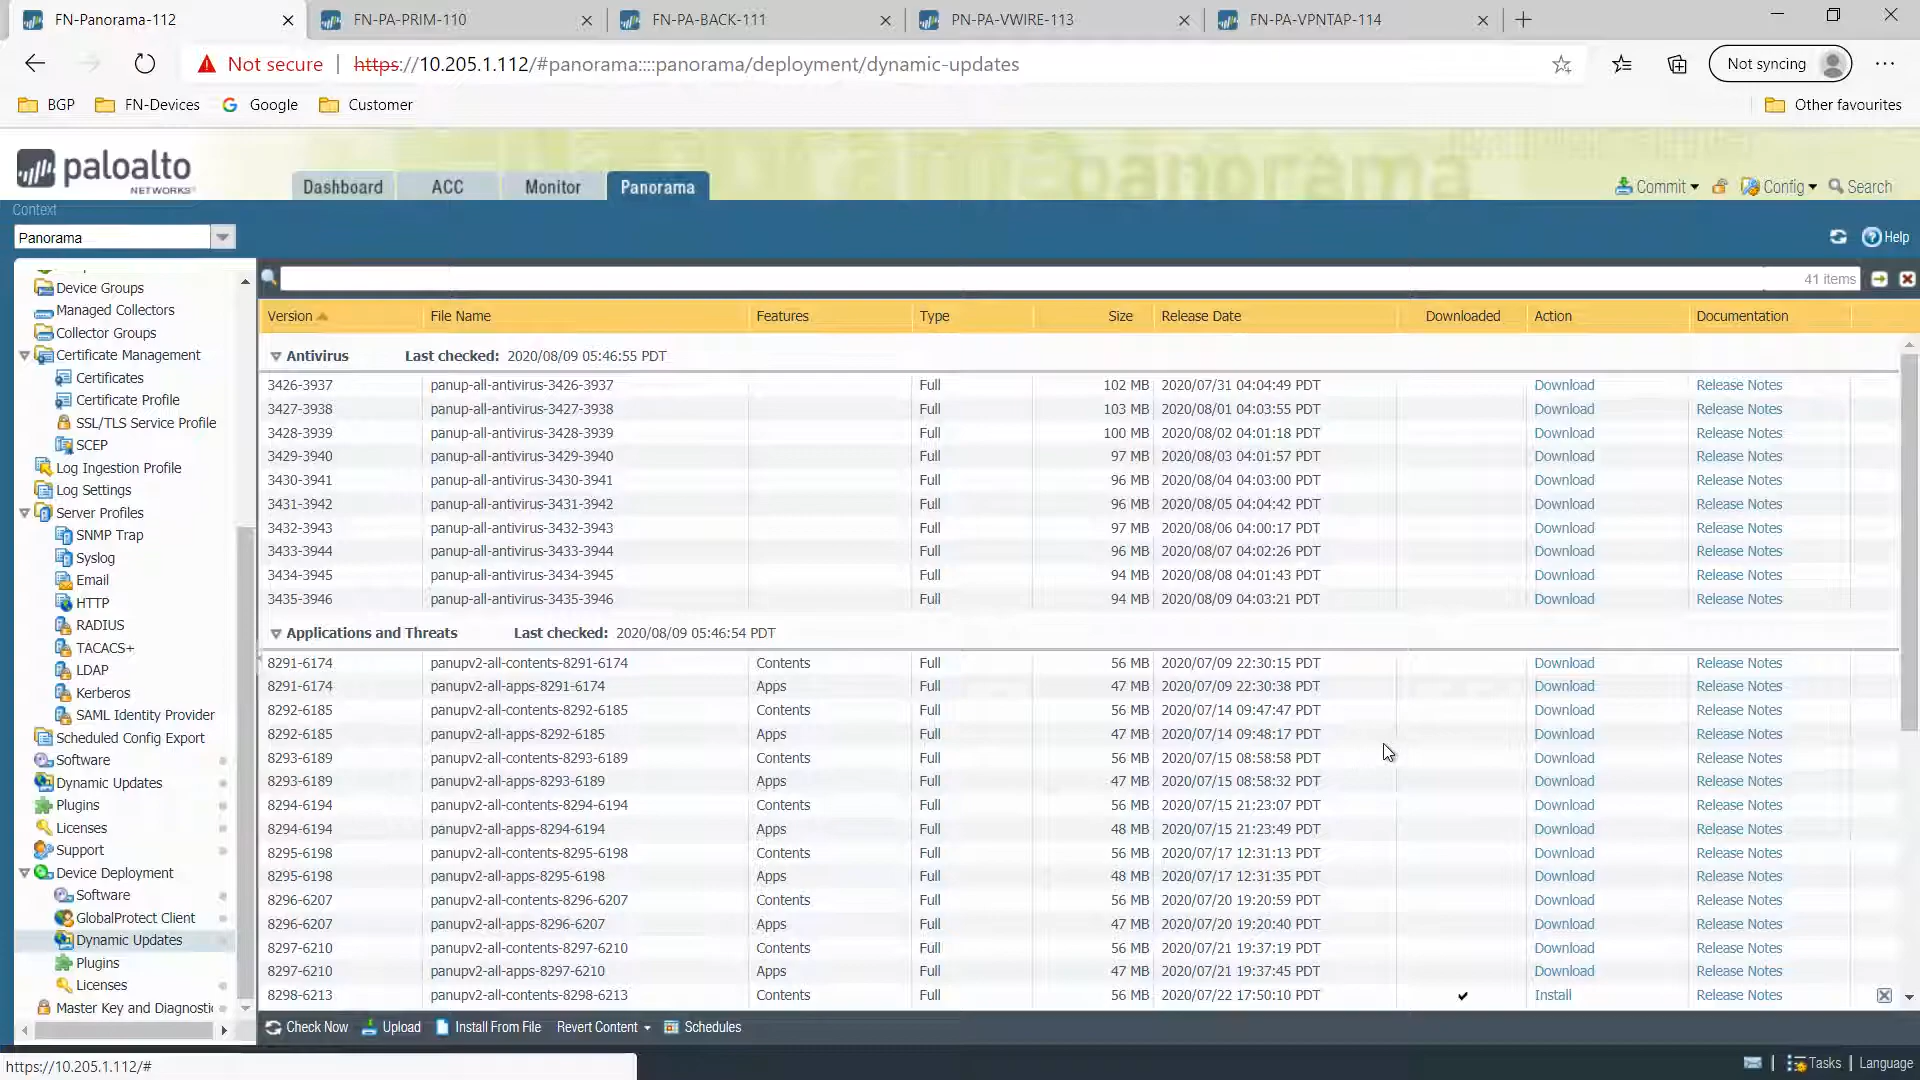 FN-Panorama-112
FN-PA-PRIM-110
FN-PA-BACK-111
PN-PA-VWIRE-113
FN-PA-VPNTAP-114
Not secure https://10.205.1.112/#panorama::::panorama/deployment/dynamic-updates
Not syncing
BGP FN-Devices Google Customer Other favourites
paloalto
NETWORKS
panorama
Dashboard ACC Monitor Panorama
Commit Config Search
Context
Panorama
Help
Device Groups
Managed Collectors
Collector Groups
Certificate Management
Certificates
Certificate Profile
SSL/TLS Service Profile
SCEP
Log Ingestion Profile
Log Settings
Server Profiles
SNMP Trap
Syslog
Email
HTTP
RADIUS
TACACS+
LDAP
Kerberos
SAML Identity Provider
Scheduled Config Export
Software
Dynamic Updates
Plugins
Licenses
Support
Device Deployment
Software
GlobalProtect Client
Dynamic Updates
Plugins
Licenses
Master Key and Diagnostic
41 items
Version File Name Features Type Size Release Date Downloaded Action Documentation
Antivirus Last checked: 2020/08/09 05:46:55 PDT
3426-3937 panup-all-antivirus-3426-3937 Full 102 MB 2020/07/31 04:04:49 PDT Download Release Notes
3427-3938 panup-all-antivirus-3427-3938 Full 103 MB 2020/08/01 04:03:55 PDT Download Release Notes
3428-3939 panup-all-antivirus-3428-3939 Full 100 MB 2020/08/02 04:01:18 PDT Download Release Notes
3429-3940 panup-all-antivirus-3429-3940 Full 97 MB 2020/08/03 04:01:57 PDT Download Release Notes
3430-3941 panup-all-antivirus-3430-3941 Full 96 MB 2020/08/04 04:03:00 PDT Download Release Notes
3431-3942 panup-all-antivirus-3431-3942 Full 96 MB 2020/08/05 04:04:42 PDT Download Release Notes
3432-3943 panup-all-antivirus-3432-3943 Full 97 MB 2020/08/06 04:00:17 PDT Download Release Notes
3433-3944 panup-all-antivirus-3433-3944 Full 96 MB 2020/08/07 04:02:26 PDT Download Release Notes
3434-3945 panup-all-antivirus-3434-3945 Full 94 MB 2020/08/08 04:01:43 PDT Download Release Notes
3435-3946 panup-all-antivirus-3435-3946 Full 94 MB 2020/08/09 04:03:21 PDT Download Release Notes
Applications and Threats Last checked: 2020/08/09 05:46:54 PDT
8291-6174 panupv2-all-contents-8291-6174 Contents Full 56 MB 2020/07/09 22:30:15 PDT Download Release Notes
8291-6174 panupv2-all-apps-8291-6174 Apps Full 47 MB 2020/07/09 22:30:38 PDT Download Release Notes
8292-6185 panupv2-all-contents-8292-6185 Contents Full 56 MB 2020/07/14 09:47:47 PDT Download Release Notes
8292-6185 panupv2-all-apps-8292-6185 Apps Full 47 MB 2020/07/14 09:48:17 PDT Download Release Notes
8293-6189 panupv2-all-contents-8293-6189 Contents Full 56 MB 2020/07/15 08:58:58 PDT Download Release Notes
8293-6189 panupv2-all-apps-8293-6189 Apps Full 47 MB 2020/07/15 08:58:32 PDT Download Release Notes
8294-6194 panupv2-all-contents-8294-6194 Contents Full 56 MB 2020/07/15 21:23:07 PDT Download Release Notes
8294-6194 panupv2-all-apps-8294-6194 Apps Full 48 MB 2020/07/15 21:23:49 PDT Download Release Notes
8295-6198 panupv2-all-contents-8295-6198 Contents Full 56 MB 2020/07/17 12:31:13 PDT Download Release Notes
8295-6198 panupv2-all-apps-8295-6198 Apps Full 48 MB 2020/07/17 12:31:35 PDT Download Release Notes
8296-6207 panupv2-all-contents-8296-6207 Contents Full 56 MB 2020/07/20 19:20:59 PDT Download Release Notes
8296-6207 panupv2-all-apps-8296-6207 Apps Full 47 MB 2020/07/20 19:20:40 PDT Download Release Notes
8297-6210 panupv2-all-contents-8297-6210 Contents Full 56 MB 2020/07/21 19:37:19 PDT Download Release Notes
8297-6210 panupv2-all-apps-8297-6210 Apps Full 47 MB 2020/07/21 19:37:45 PDT Download Release Notes
8298-6213 panupv2-all-contents-8298-6213 Contents Full 56 MB 2020/07/22 17:50:10 PDT ✔ Install Release Notes
Check Now Upload Install From File Revert Content Schedules
https://10.205.1.112/#
Tasks Language